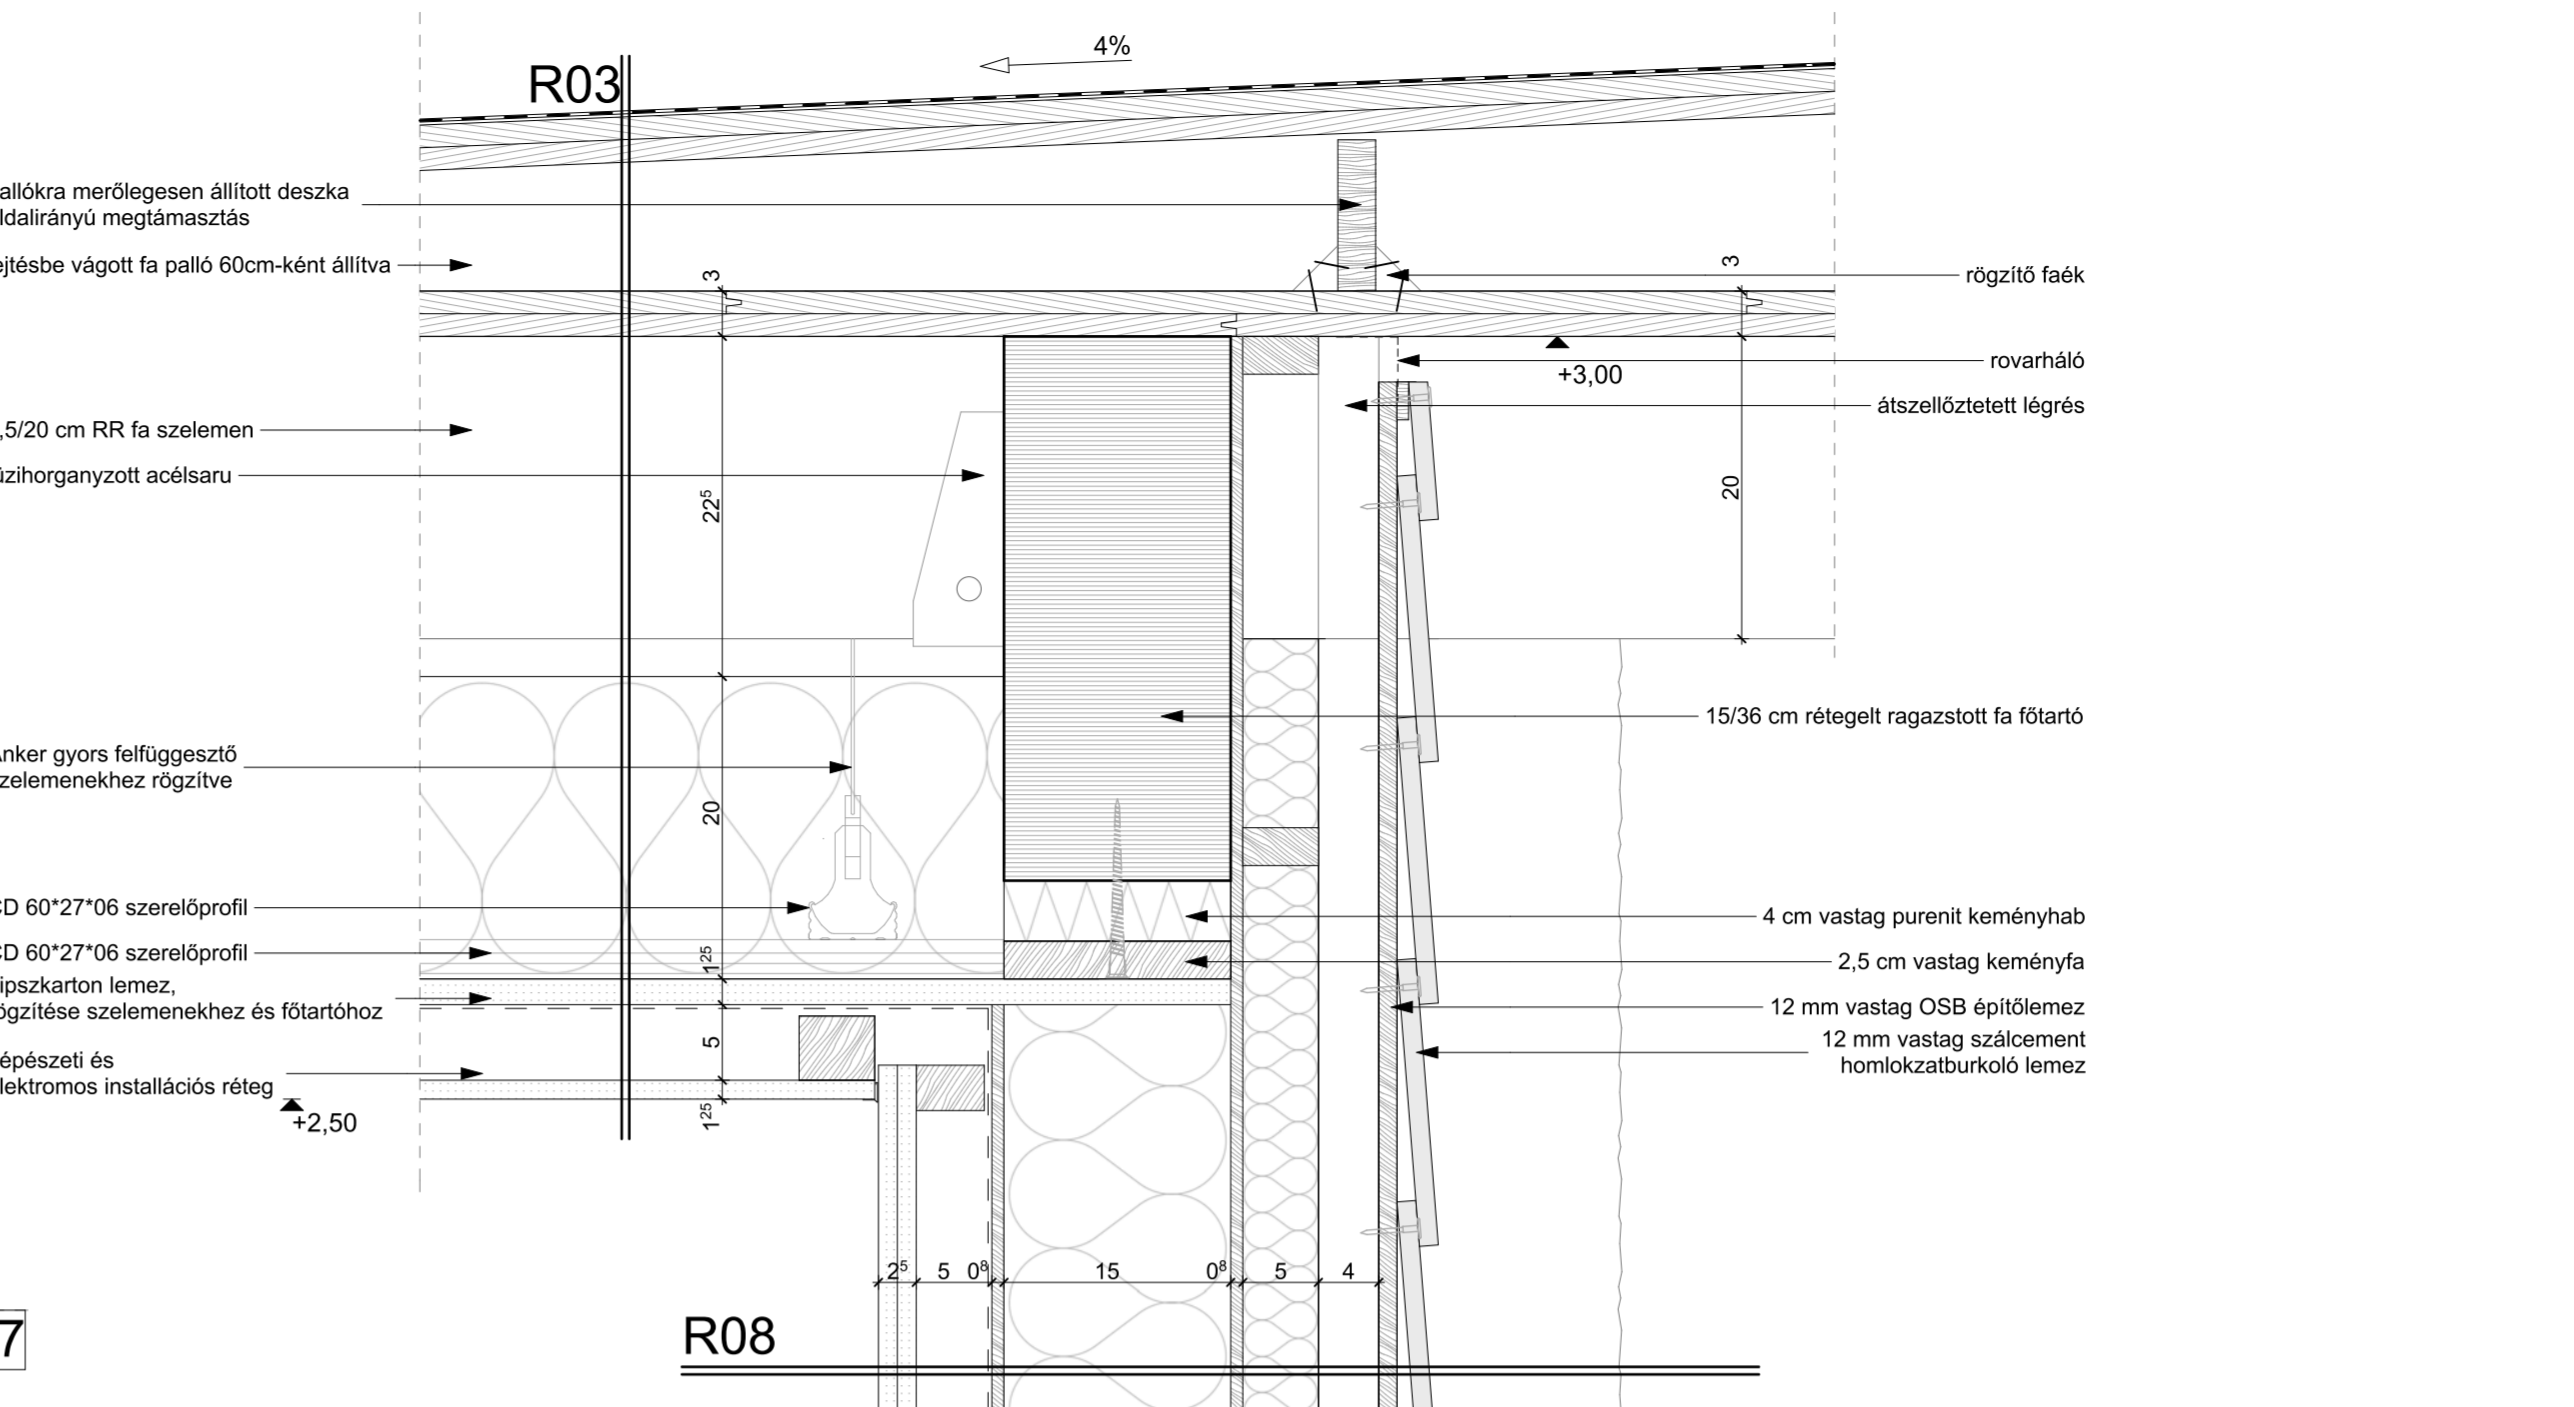 4%
R03
allókra merőlegesen állított deszka
ldalirányú megtámasztás
ejtésbe vágott fa palló 60cm-ként állítva
3
3
rögzítő faék
rovarháló
+3,00
átszellőztetett légrés
,5/20 cm RR fa szelemen
üzihorganyzott acélsaru
22⁵
20
15/36 cm rétegelt ragazstott fa főtartó
Anker gyors felfüggesztő
zelemenekhez rögzítve
20
CD 60*27*06 szerelőprofil
4 cm vastag purenit keményhab
CD 60*27*06 szerelőprofil
1²⁵
2,5 cm vastag keményfa
ipszkarton lemez,
ögzítése szelemenekhez és főtartóhoz
12 mm vastag OSB építőlemez
12 mm vastag szálcement
homlokzatburkoló lemez
épészeti és
lektromos installációs réteg
5
+2,50
1²⁵
2⁵ 5 0⁸ 15 0⁸ 5 4
7
R08